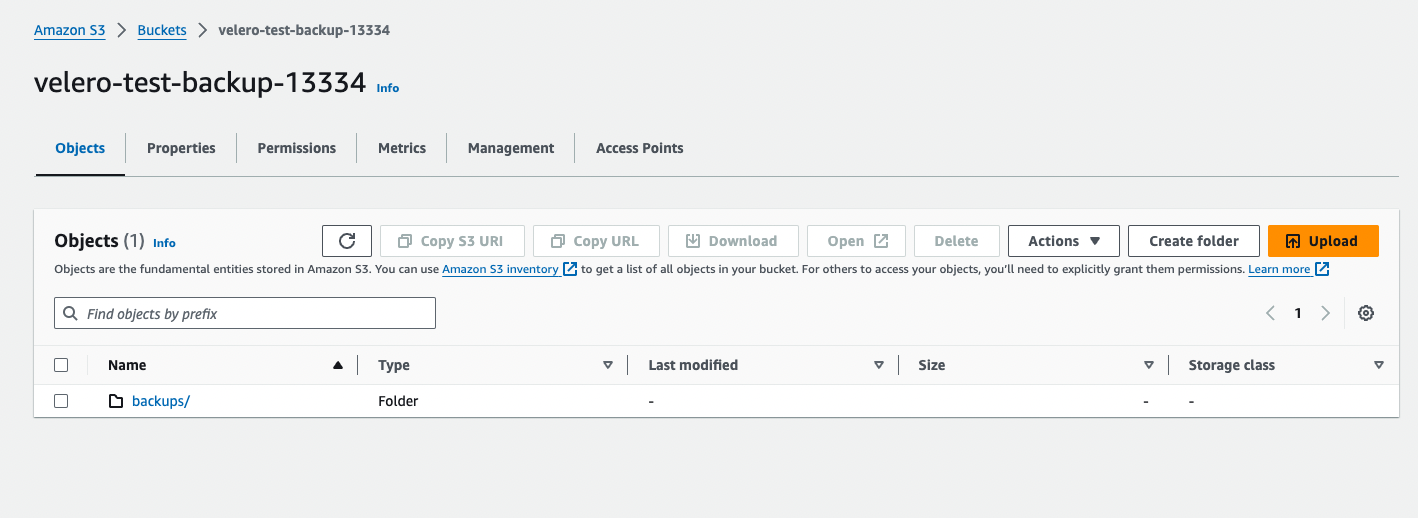 Amazon S3 > Buckets > velero-test-backup-13334
velero-test-backup-13334 Info
Objects Properties Permissions Metrics Management Access Points
Objects (1) Info Copy S3 URI Copy URL Download Open Delete Actions Create folder Upload
Objects are the fundamental entities stored in Amazon S3. You can use Amazon S3 inventory to get a list of all objects in your bucket. For others to access your objects, you'll need to explicitly grant them permissions. Learn more
Find objects by prefix 1
Name Type Last modified Size Storage class
backups/ Folder - - -